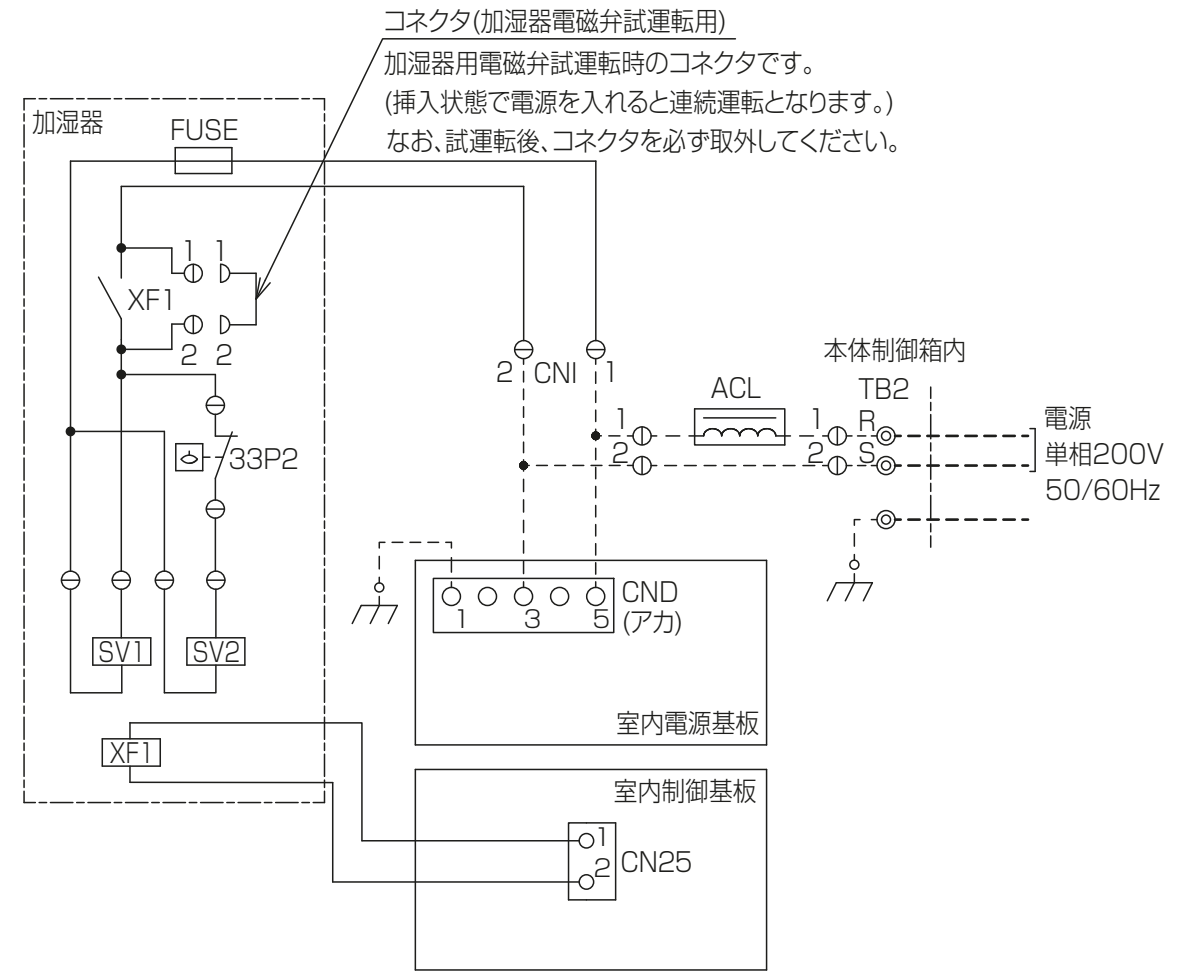 コネクタ(加湿器電磁弁試運転用)
加湿器用電磁弁試運転時のコネクタです。
(挿入状態で電源を入れると連続運転となります。)
なお、試運転後、コネクタを必ず取外してください。
加湿器
FUSE
1 1
XF1
2 2
33P2
SV1 SV2
XF1
2 CNI 1
本体制御箱内
ACL
TB2
1 1 R
2 2 S
電源
単相200V
50/60Hz
CND
(アカ)
1 3 5
室内電源基板
室内制御基板
1
2
CN25